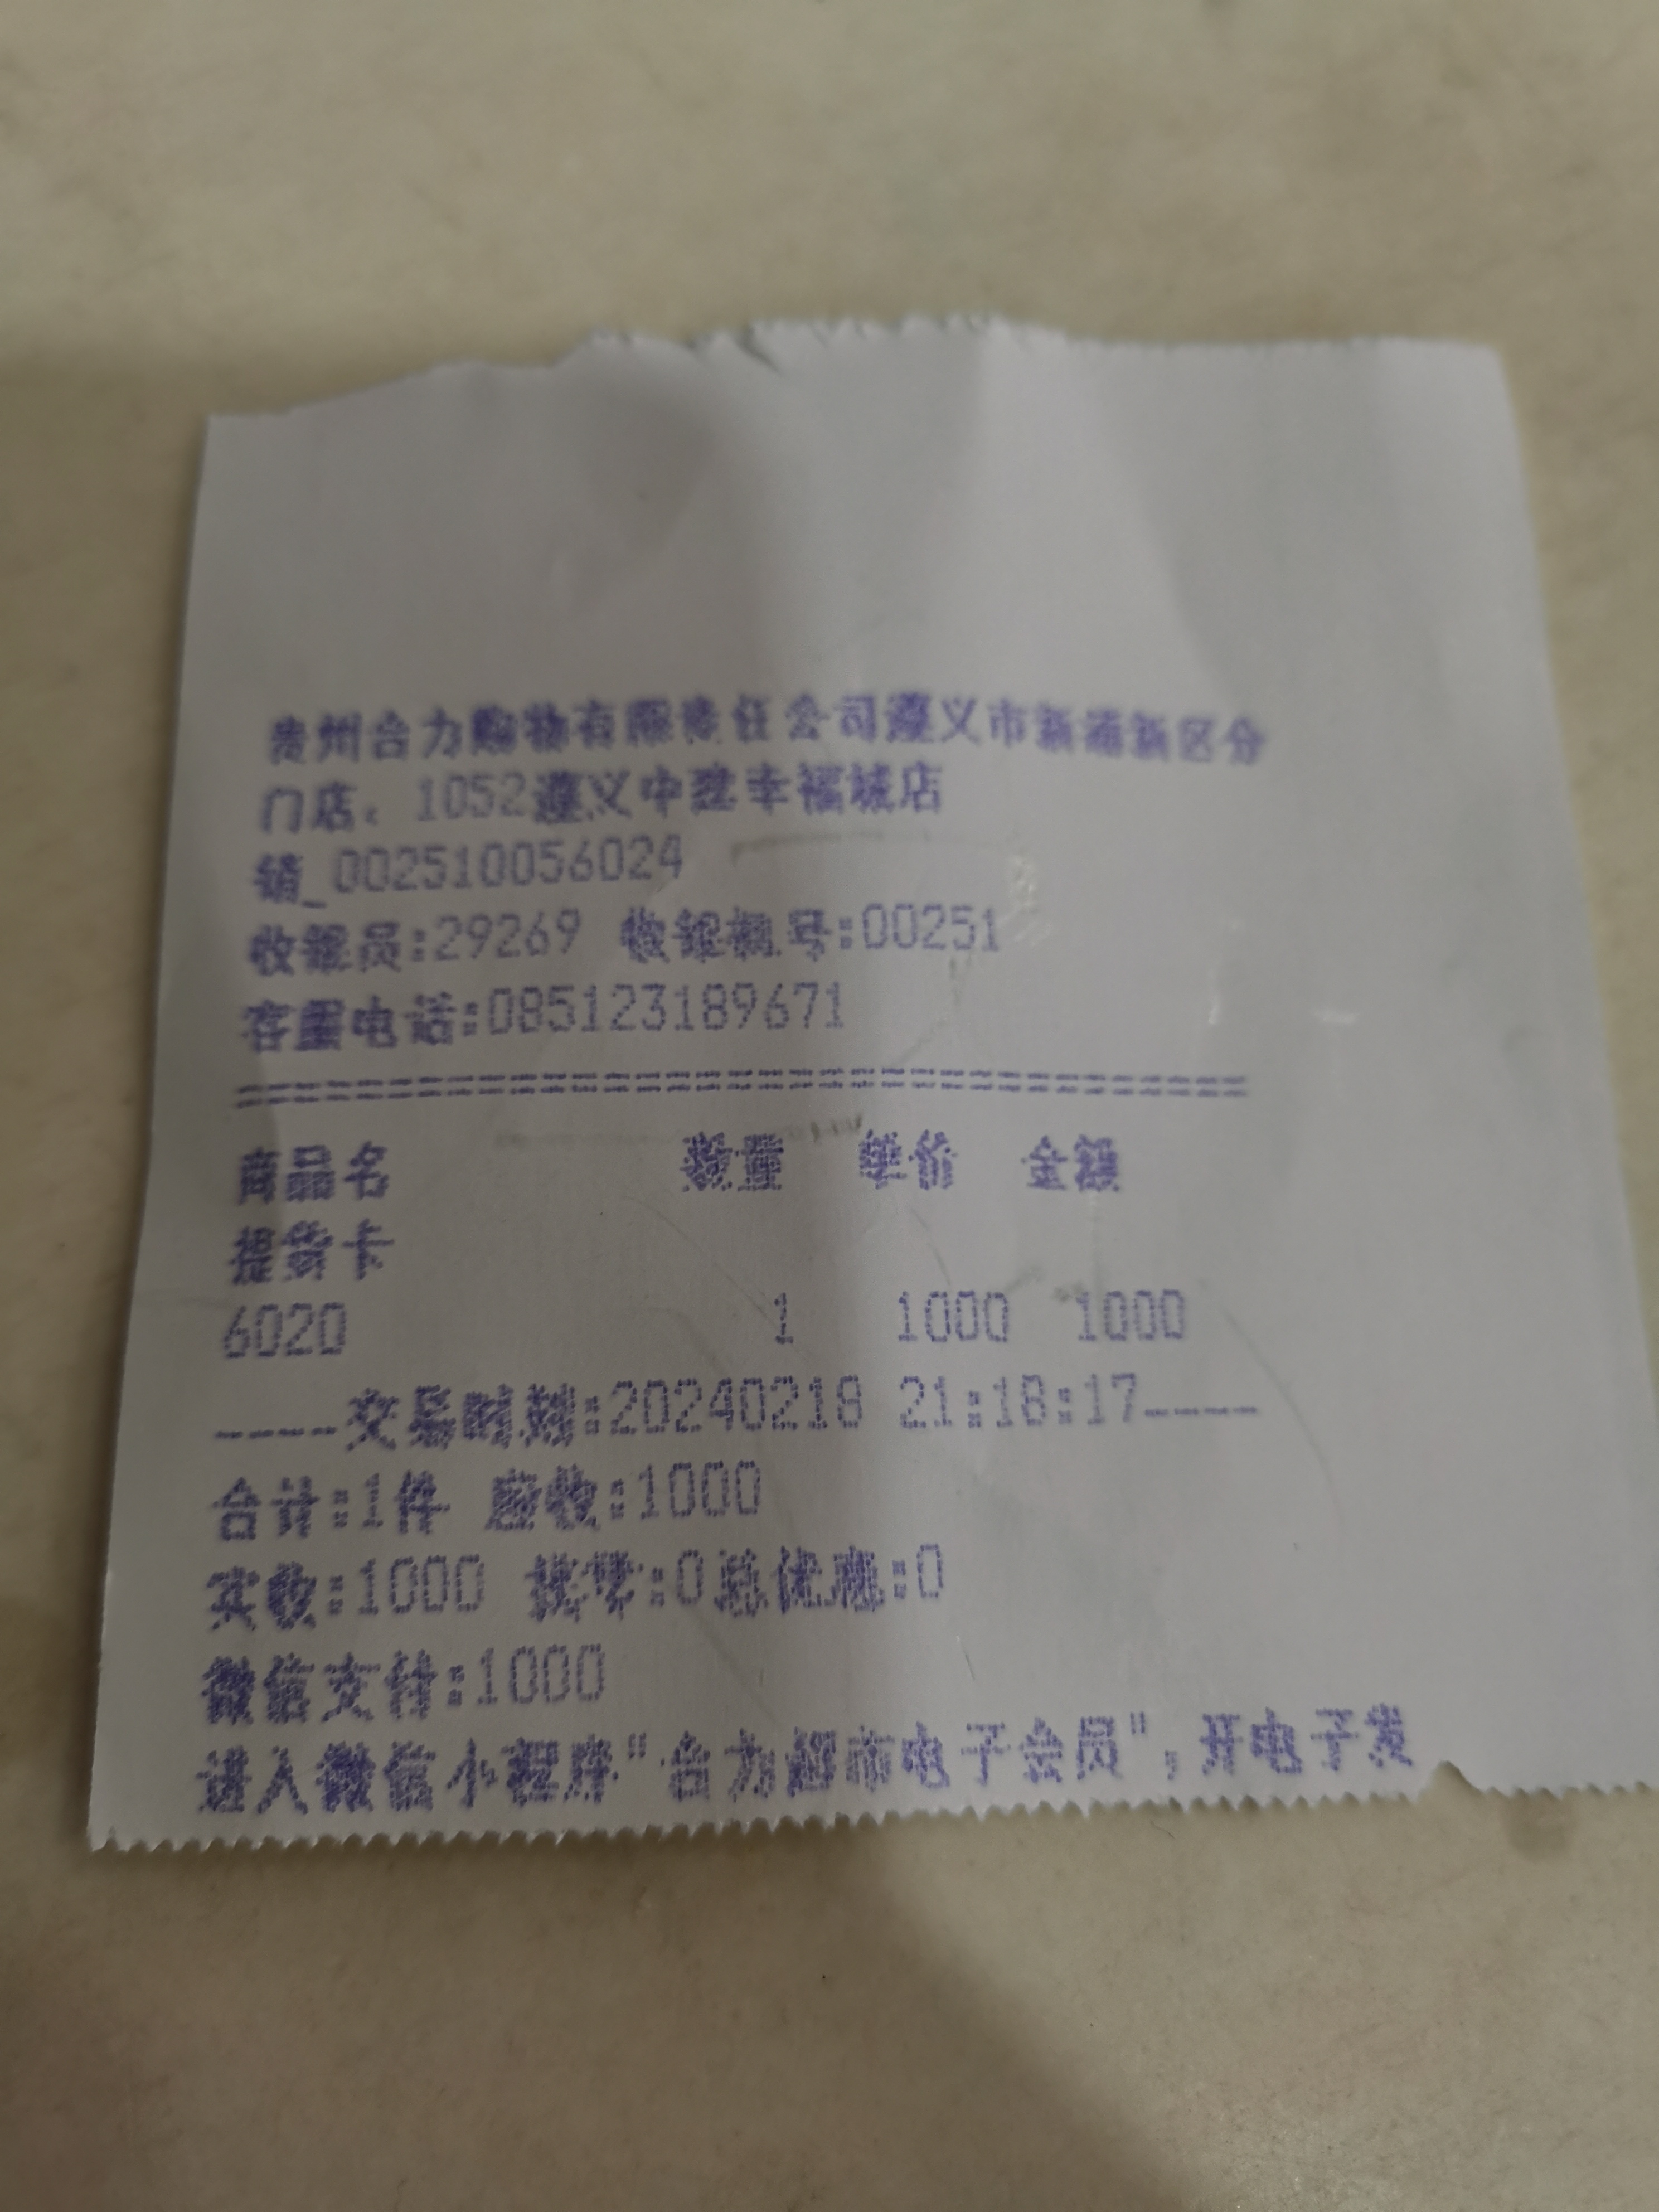 贵州合力购物有限责任公司遵义市新蒲新区分
门店: 1052遵义中建幸福城店
销_002510056024
收银员:29269 收银机号:00251
客服电话:085123189671
商品名 数量 单价 金额
提货卡
6020 1 1000 1000
----交易时刻:20240218 21:18:17----
合计:1件 应收:1000
实收:1000 找零:0总优惠:0
微信支付:1000
进入微信小程序"合力超市电子会员",开电子发